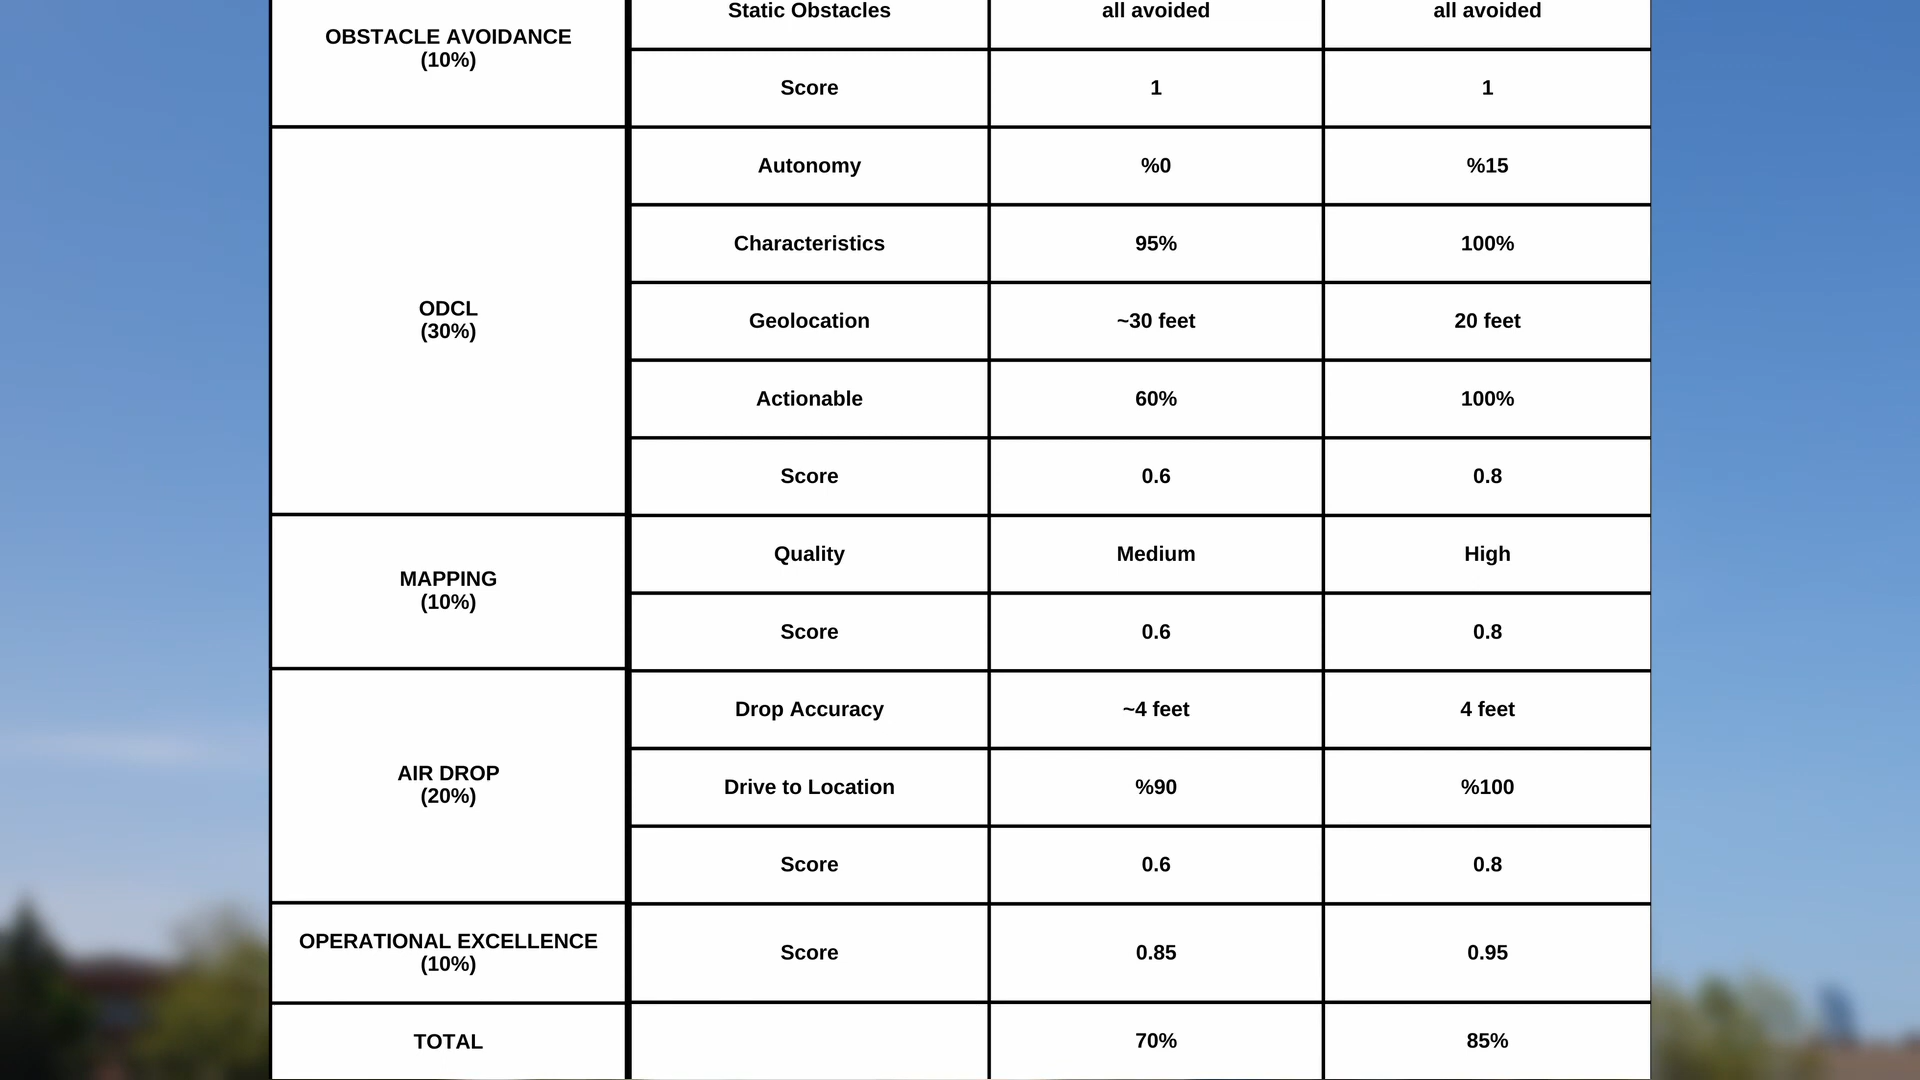 Static Obstacles all avoided all avoided
OBSTACLE AVOIDANCE
(10%)
Score 1 1
Autonomy %0 %15
Characteristics 95% 100%
ODCL
(30%)
Geolocation ~30 feet 20 feet
Actionable 60% 100%
Score 0.6 0.8
Quality Medium High
MAPPING
(10%)
Score 0.6 0.8
Drop Accuracy ~4 feet 4 feet
AIR DROP
(20%)
Drive to Location %90 %100
Score 0.6 0.8
OPERATIONAL EXCELLENCE
(10%)
Score 0.85 0.95
TOTAL 70% 85%